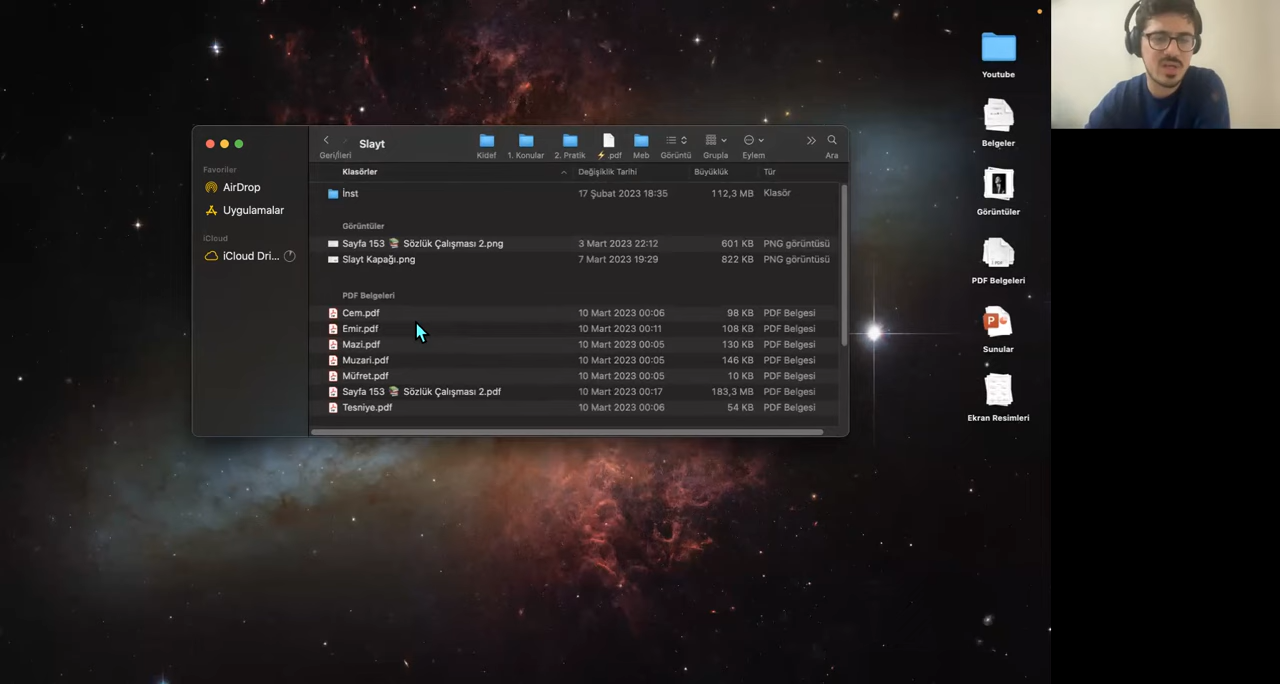 Slayt
Geri/İleri
Kidef
1. Konular
2. Pratik
⚡.pdf
Meb
Görüntü
Grupla
Eylem
Ara
Favoriler
AirDrop
Uygulamalar
iCloud
iCloud Dri...
Klasörler Değişiklik Tarihi Büyüklük Tür
İnst 17 Şubat 2023 18:35 112,3 MB Klasör
Görüntüler
Sayfa 153 📚 Sözlük Çalışması 2.png 3 Mart 2023 22:12 601 KB PNG görüntüsü
Slayt Kapağı.png 7 Mart 2023 19:29 822 KB PNG görüntüsü
PDF Belgeleri
Cem.pdf 10 Mart 2023 00:06 98 KB PDF Belgesi
Emir.pdf 10 Mart 2023 00:11 108 KB PDF Belgesi
Mazi.pdf 10 Mart 2023 00:05 130 KB PDF Belgesi
Muzari.pdf 10 Mart 2023 00:05 146 KB PDF Belgesi
Müfret.pdf 10 Mart 2023 00:05 10 KB PDF Belgesi
Sayfa 153 📚 Sözlük Çalışması 2.pdf 10 Mart 2023 00:17 183,3 MB PDF Belgesi
Tesniye.pdf 10 Mart 2023 00:06 54 KB PDF Belgesi
Youtube
Belgeler
Görüntüler
PDF Belgeleri
Sunular
Ekran Resimleri